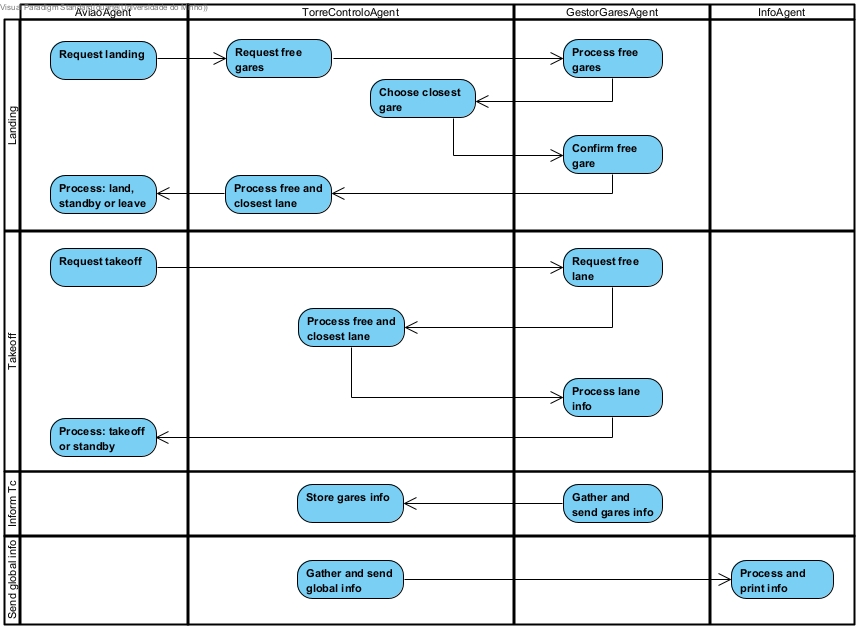 Visual Paradigm Standard
(Universidade do Minho)
AviaoAgent
TorreControloAgent
GestorGaresAgent
InfoAgent
Landing
Request landing
Request free
gares
Process free
gares
Choose closest
gare
Confirm free
gare
Process: land,
standby or leave
Process free and
closest lane
Takeoff
Request takeoff
Request free
lane
Process free and
closest lane
Process lane
info
Process: takeoff
or standby
Inform Tc
Store gares info
Gather and
send gares info
Send global info
Gather and send
global info
Process and
print info